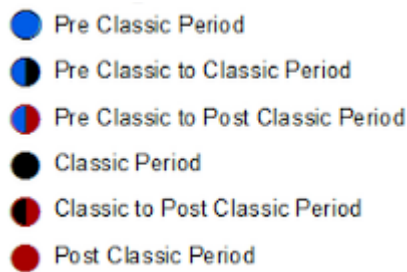 Pre Classic Period
Pre Classic to Classic Period
Pre Classic to Post Classic Period
Classic Period
Classic to Post Classic Period
Post Classic Period